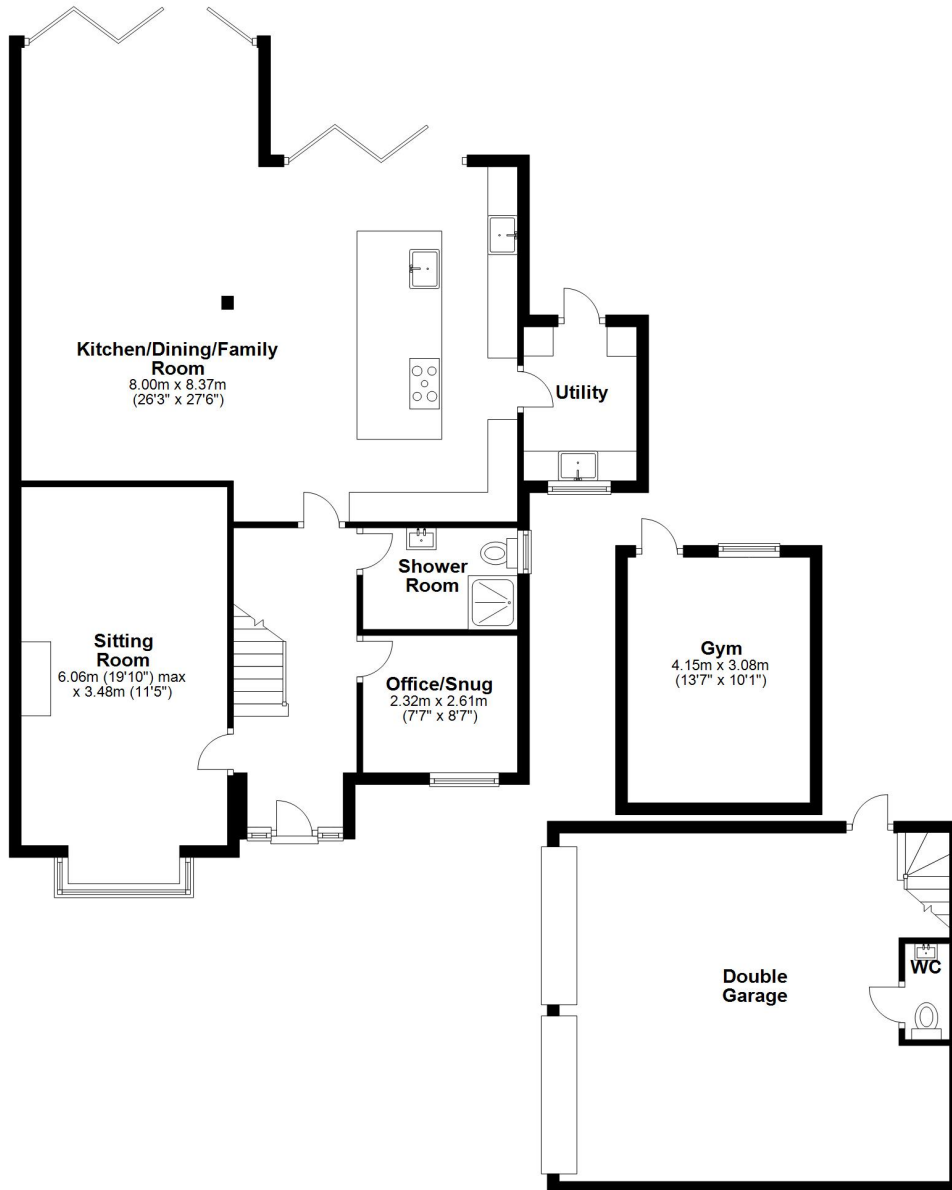 Kitchen/Dining/Family
Room
8.00m x 8.37m
(26'3" x 27'6")
Utility
Shower
Room
Sitting
Room
6.06m (19'10") max
x 3.48m (11'5")
Office/Snug
2.32m x 2.61m
(7'7" x 8'7")
Gym
4.15m x 3.08m
(13'7" x 10'1")
Double
Garage
WC